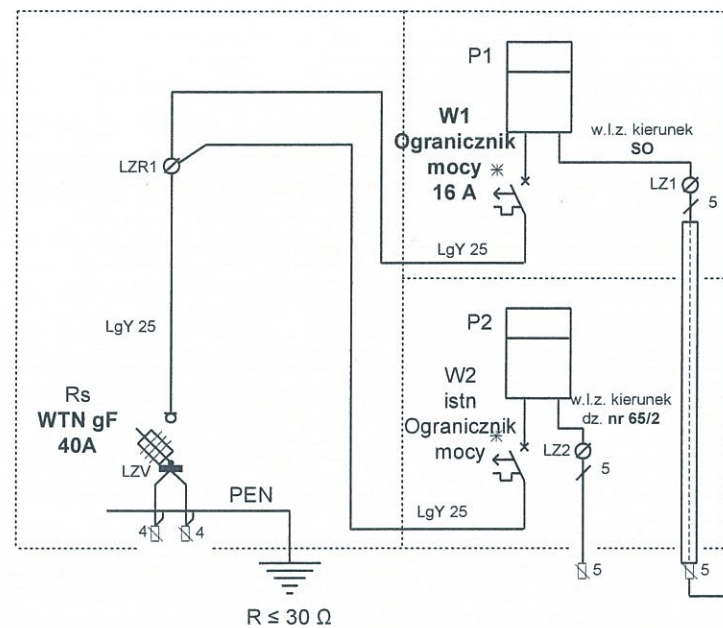 P1
W1
Ogranicznik
mocy
16 A
w.l.z. kierunek
SO
LZ1
5
LZR1
LgY 25
LgY 25
P2
W2
istn
Ogranicznik
mocy
w.l.z. kierunek
dz. nr 65/2
LZ2
5
Rs
WTN gF
40A
LZV
PEN
LgY 25
4
4
5
5
R ≤ 30 Ω